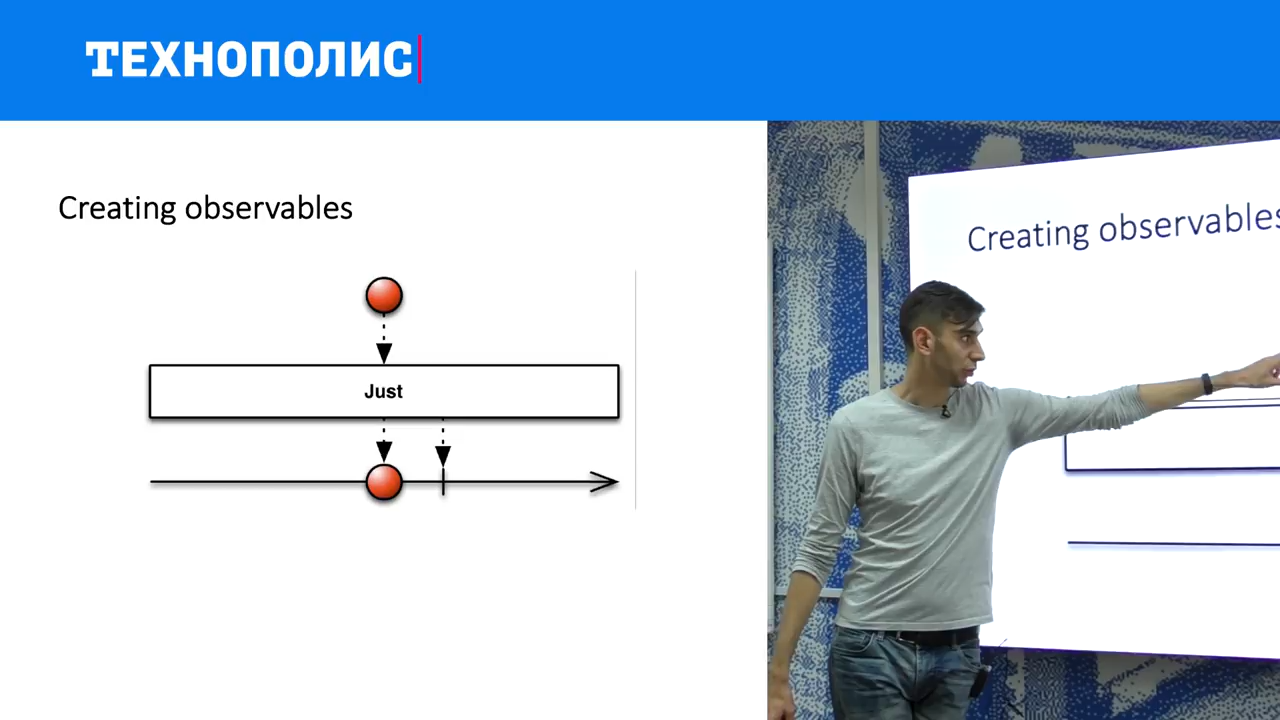 ТЕХНОПОЛИС
Creating observables
Just
Creating observables